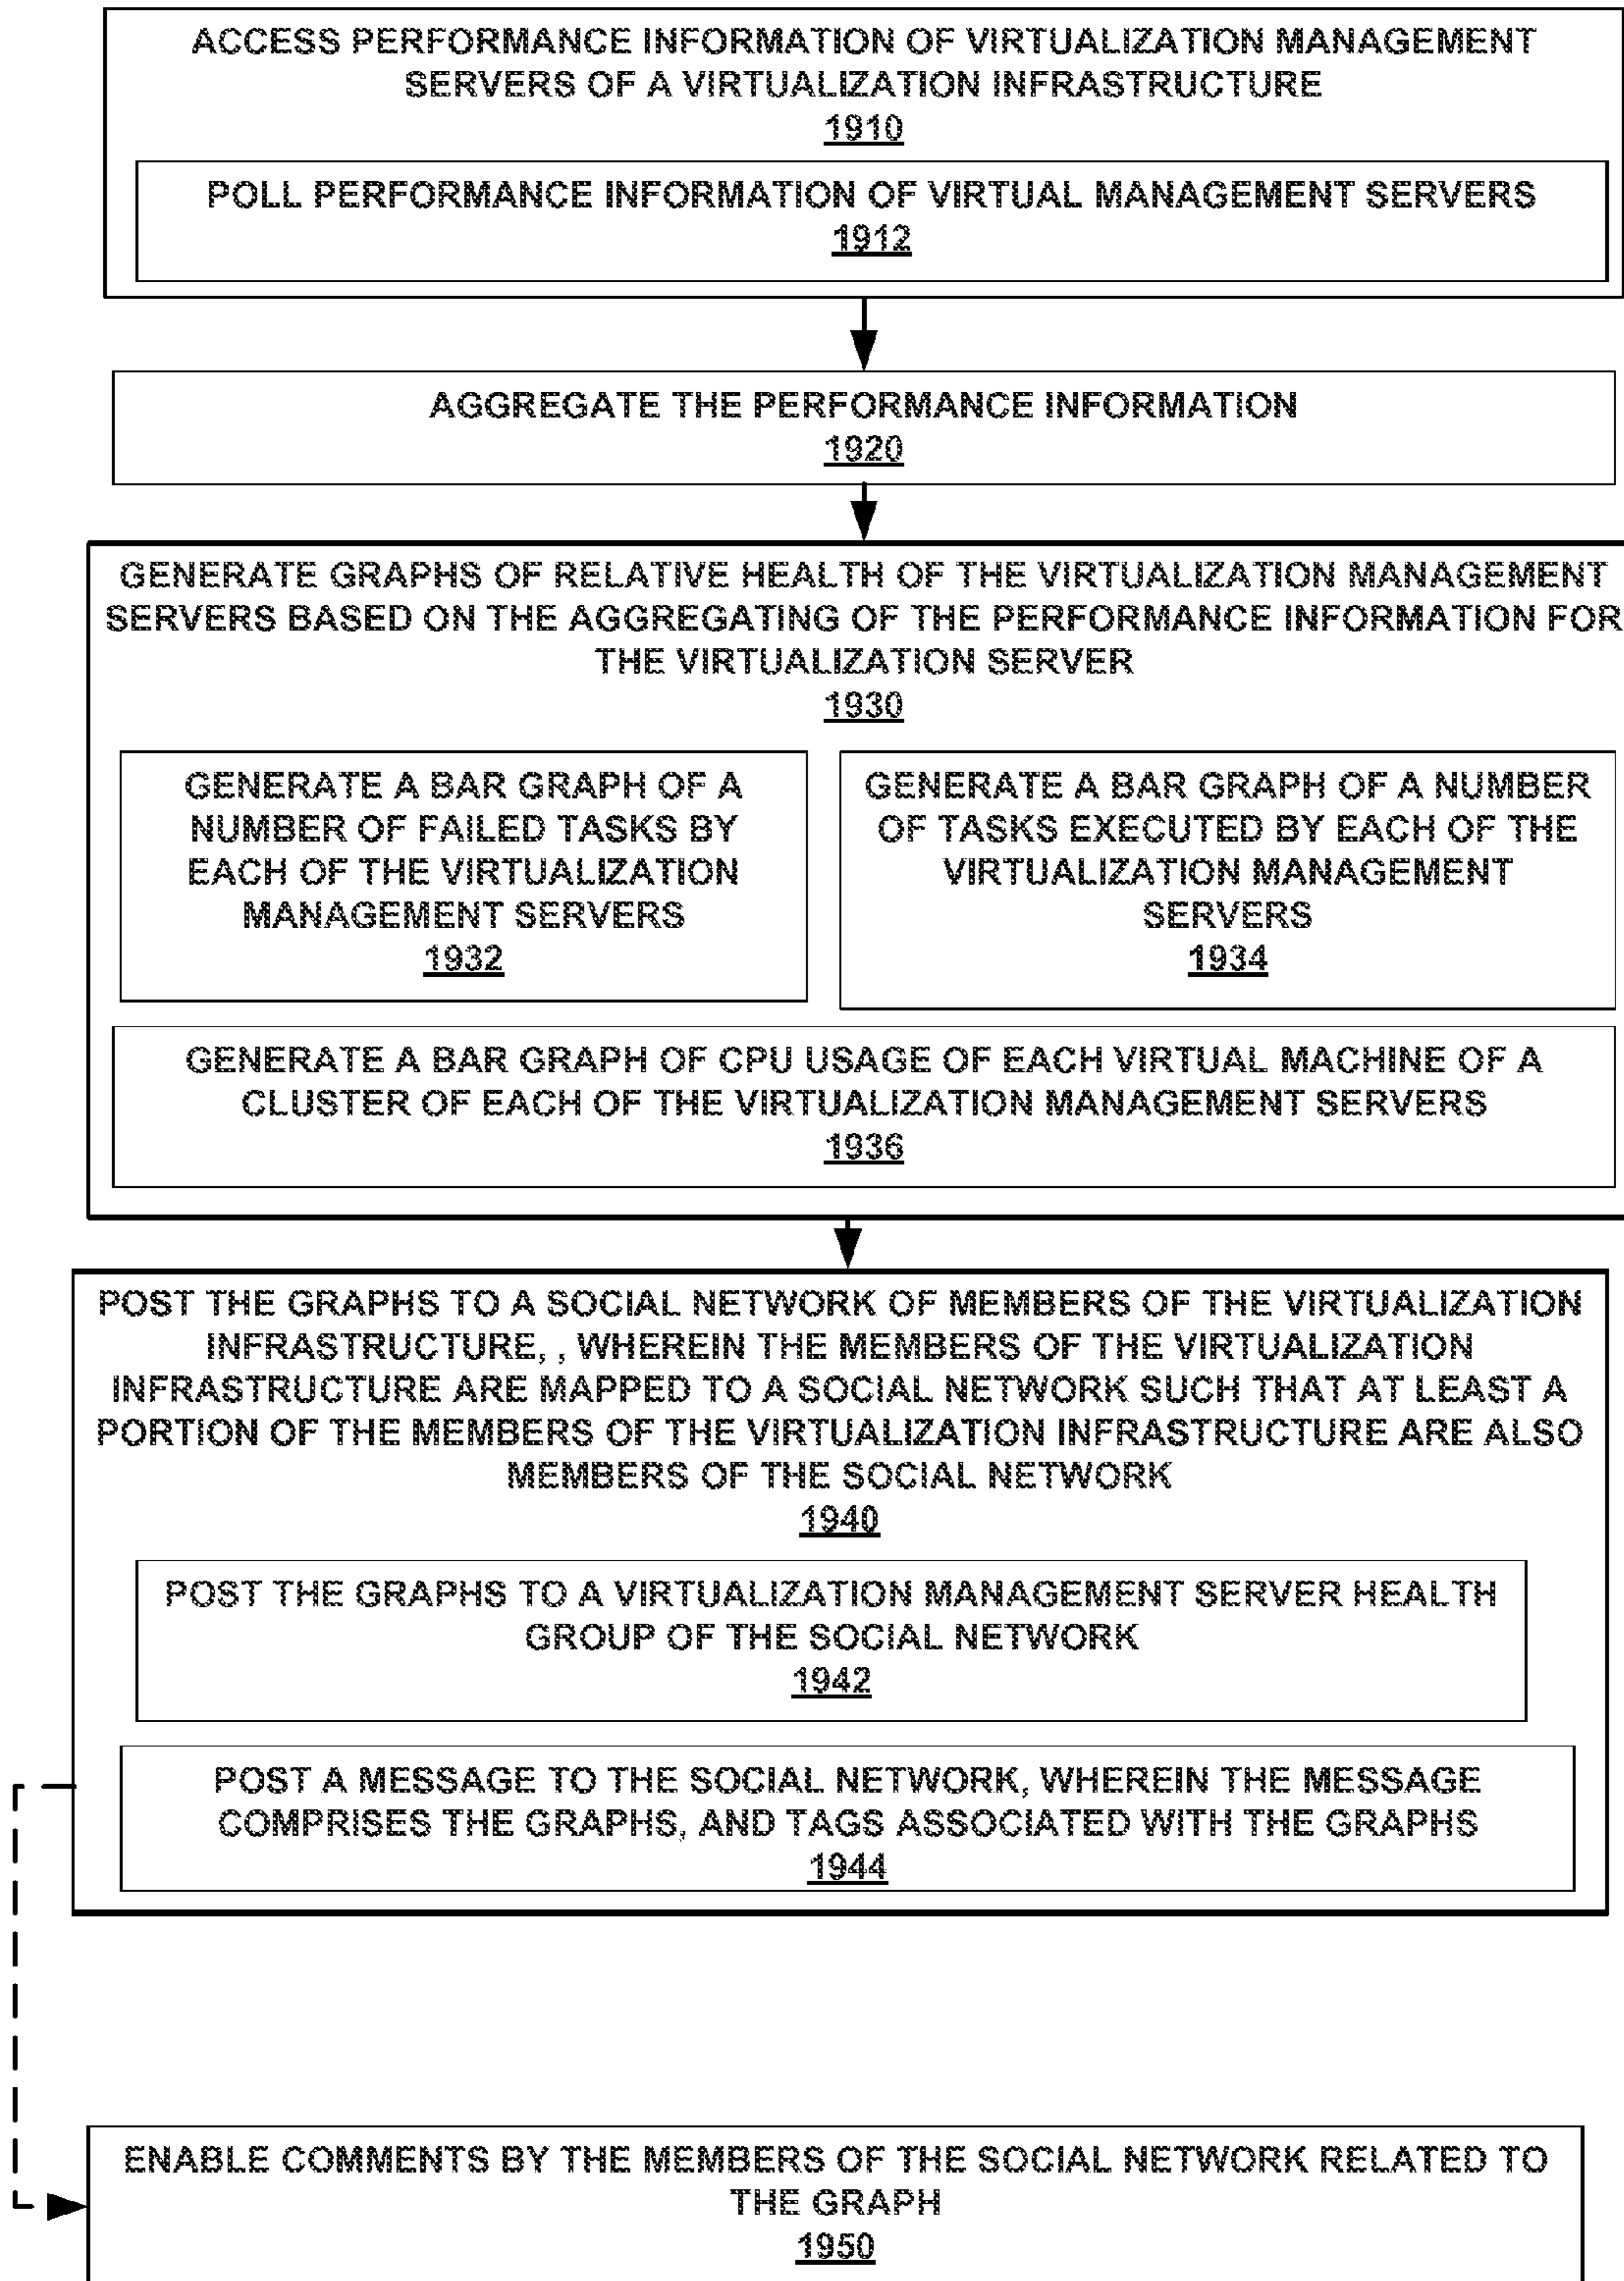 ACCESS PERFORMANCE INFORMATION OF VIRTUALIZATION MANAGEMENT
SERVERS OF A VIRTUALIZATION INFRASTRUCTURE
1910
POLL PERFORMANCE INFORMATION OF VIRTUAL MANAGEMENT SERVERS
1912
AGGREGATE THE PERFORMANCE INFORMATION
1920
GENERATE GRAPHS OF RELATIVE HEALTH OF THE VIRTUALIZATION MANAGEMENT
SERVERS BASED ON THE AGGREGATING OF THE PERFORMANCE INFORMATION FOR
THE VIRTUALIZATION SERVER
1930
GENERATE A BAR GRAPH OF A
NUMBER OF FAILED TASKS BY
EACH OF THE VIRTUALIZATION
MANAGEMENT SERVERS
1932
GENERATE A BAR GRAPH OF A NUMBER
OF TASKS EXECUTED BY EACH OF THE
VIRTUALIZATION MANAGEMENT
SERVERS
1934
GENERATE A BAR GRAPH OF CPU USAGE OF EACH VIRTUAL MACHINE OF A
CLUSTER OF EACH OF THE VIRTUALIZATION MANAGEMENT SERVERS
1936
POST THE GRAPHS TO A SOCIAL NETWORK OF MEMBERS OF THE VIRTUALIZATION
INFRASTRUCTURE, , WHEREIN THE MEMBERS OF THE VIRTUALIZATION
INFRASTRUCTURE ARE MAPPED TO A SOCIAL NETWORK SUCH THAT AT LEAST A
PORTION OF THE MEMBERS OF THE VIRTUALIZATION INFRASTRUCTURE ARE ALSO
MEMBERS OF THE SOCIAL NETWORK
1940
POST THE GRAPHS TO A VIRTUALIZATION MANAGEMENT SERVER HEALTH
GROUP OF THE SOCIAL NETWORK
1942
POST A MESSAGE TO THE SOCIAL NETWORK, WHEREIN THE MESSAGE
COMPRISES THE GRAPHS, AND TAGS ASSOCIATED WITH THE GRAPHS
1944
ENABLE COMMENTS BY THE MEMBERS OF THE SOCIAL NETWORK RELATED TO
THE GRAPH
1950